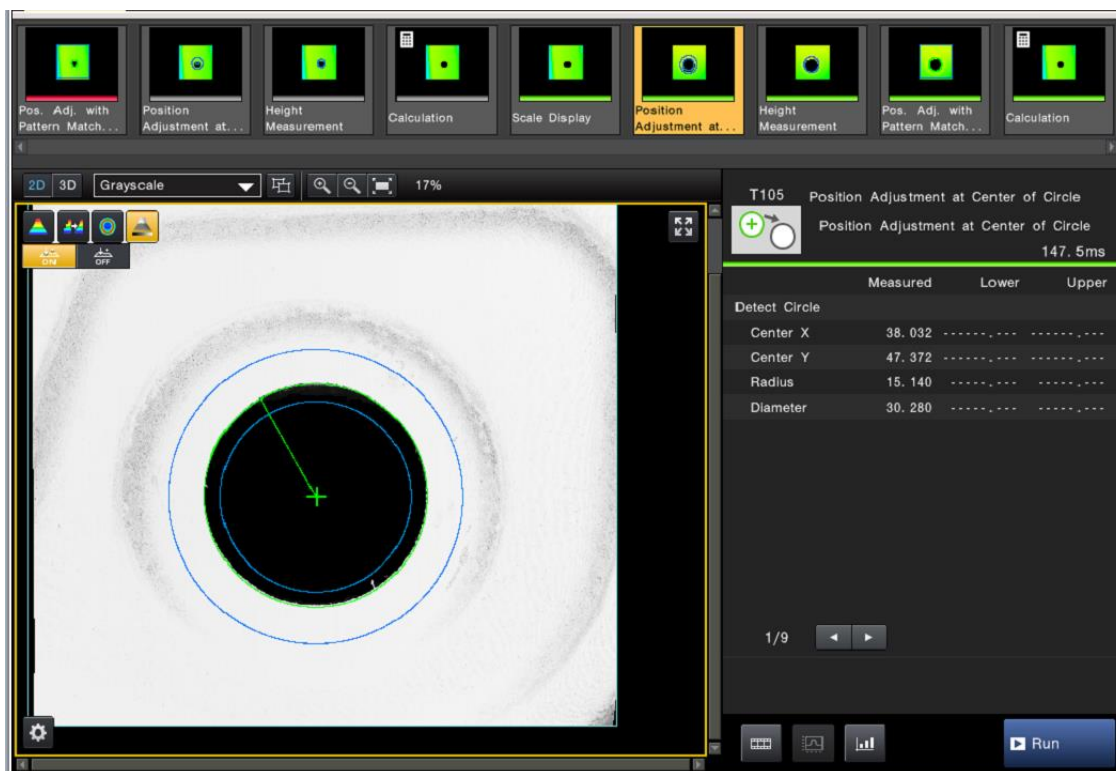 Pos. Adj. with
Pattern Match...
Position
Adjustment at...
Height
Measurement
Calculation
Scale Display
Position
Adjustment at...
Height
Measurement
Pos. Adj. with
Pattern Match...
Calculation
2D 3D Grayscale 17%
ON OFF
T105 Position Adjustment at Center of Circle
Position Adjustment at Center of Circle
147.5ms
Measured Lower Upper
Detect Circle
Center X 38.032 ------.--- ------.---
Center Y 47.372 ------.--- ------.---
Radius 15.140 -----.--- -----.---
Diameter 30.280 -----.--- -----.---
1/9
Run